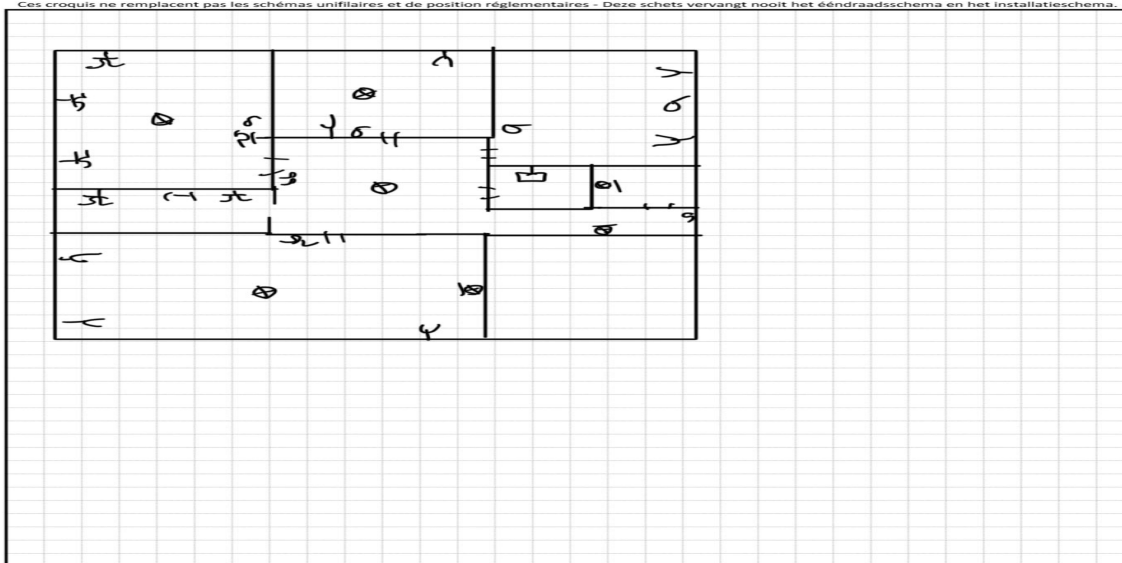 Ces croquis ne remplacent pas les schémas unifilaires et de position réglementaires - Deze schets vervangt nooit het ééndraadsschema en het installatieschema.